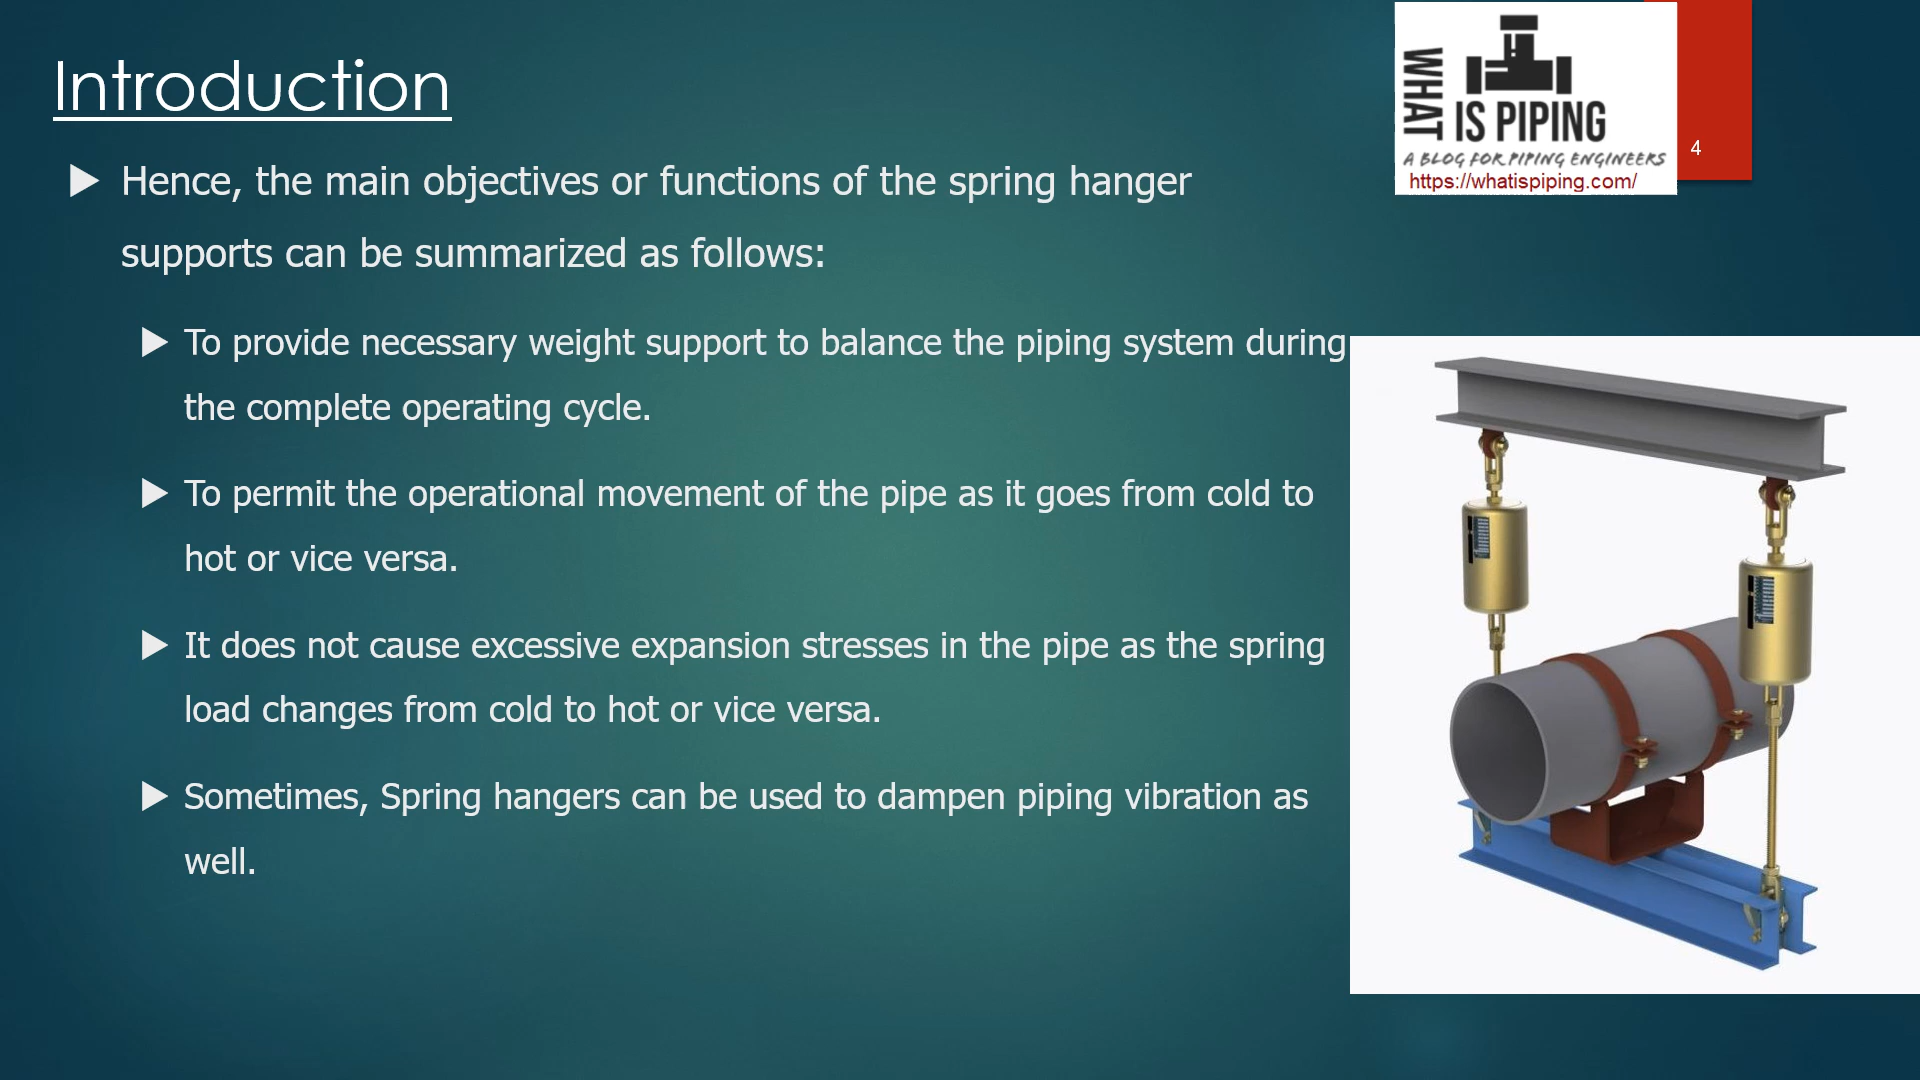 Introduction
WHAT
IS PIPING
A BLOG FOR PIPING ENGINEERS
https://whatispiping.com/
4
Hence, the main objectives or functions of the spring hanger
supports can be summarized as follows:
To provide necessary weight support to balance the piping system during
the complete operating cycle.
To permit the operational movement of the pipe as it goes from cold to
hot or vice versa.
It does not cause excessive expansion stresses in the pipe as the spring
load changes from cold to hot or vice versa.
Sometimes, Spring hangers can be used to dampen piping vibration as
well.